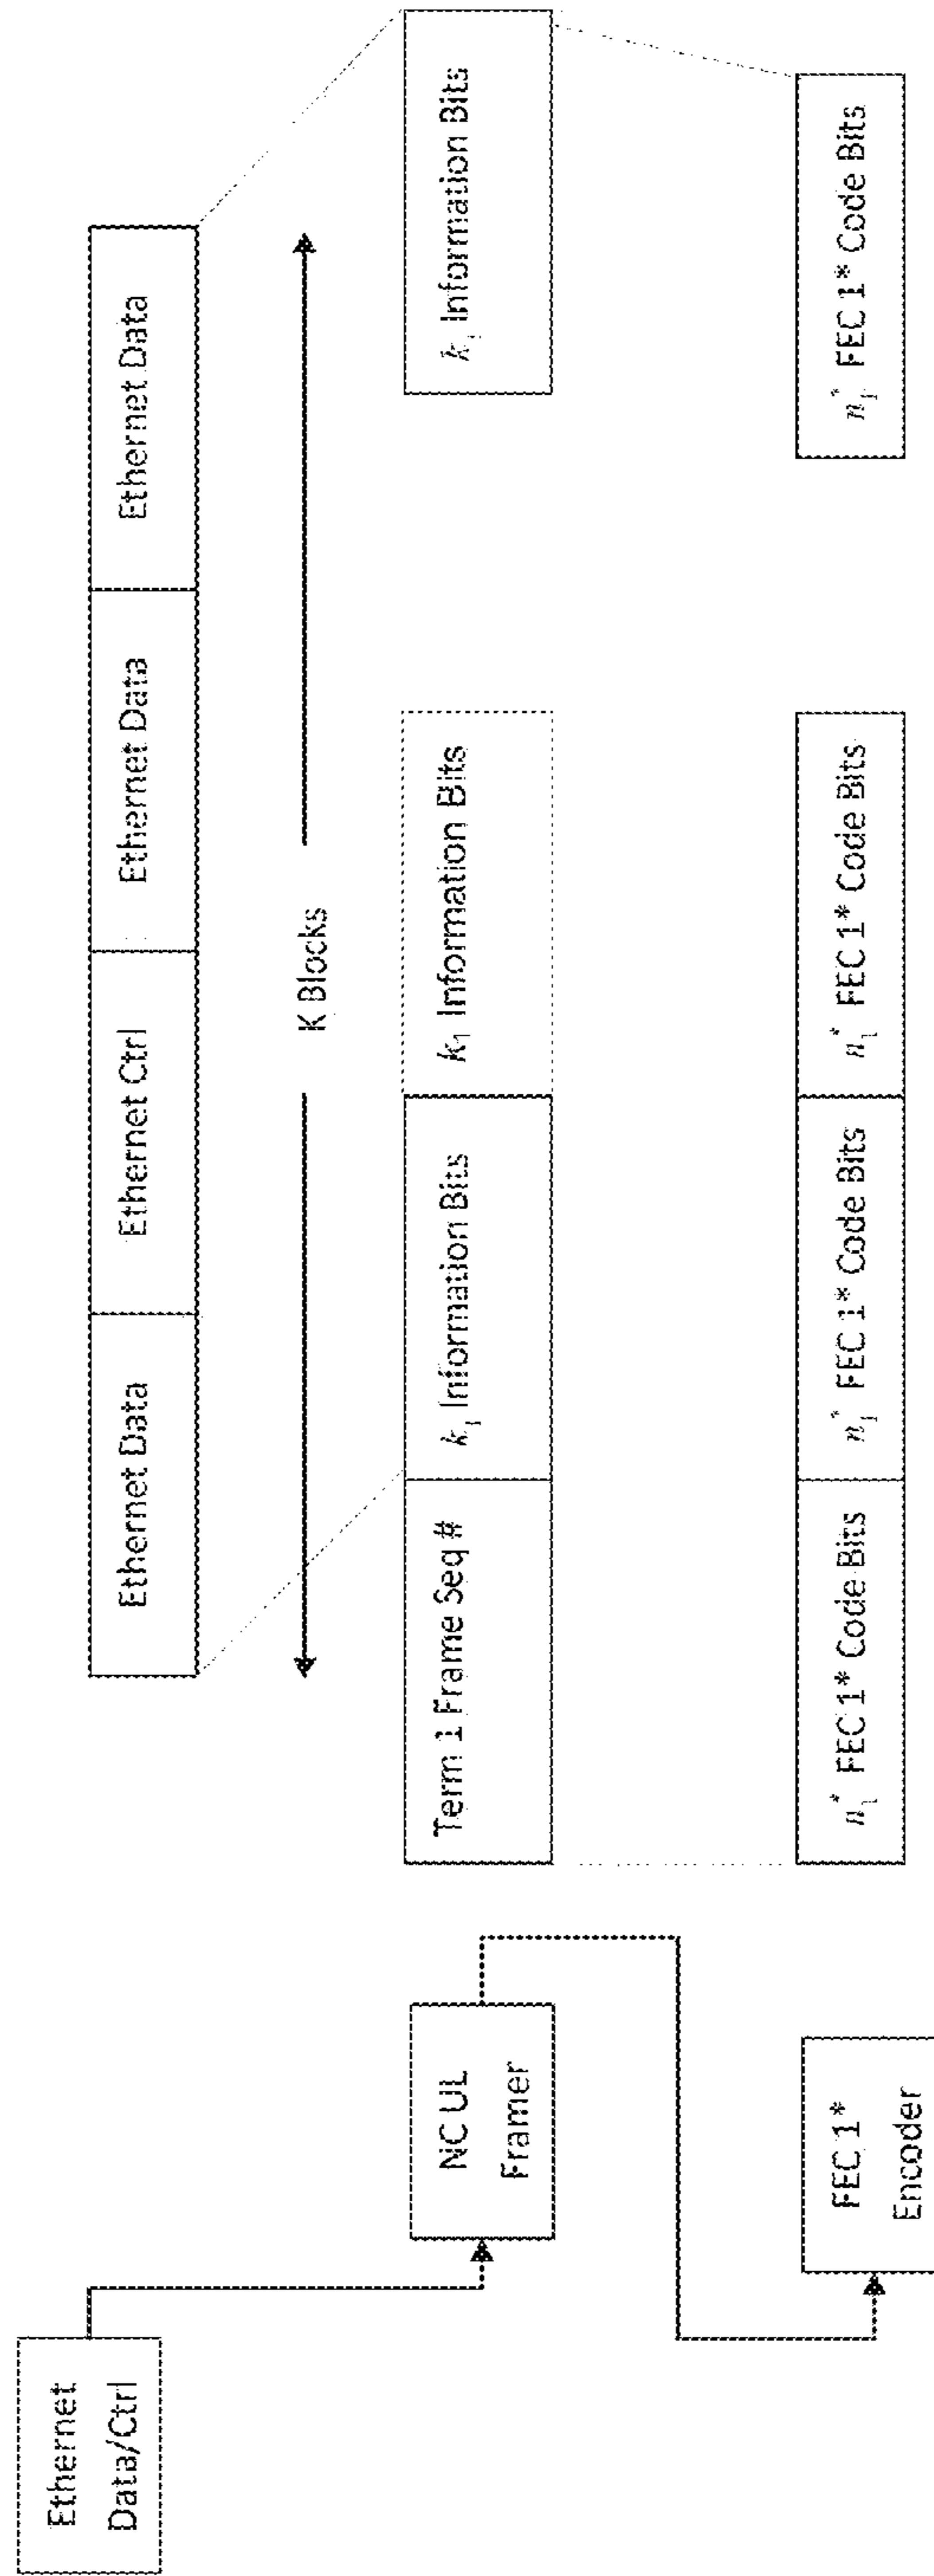 Ethernet
Data/Ctrl
Ethernet Data
Ethernet Ctrl
Ethernet Data
Ethernet Data
K Blocks
NC UL
Framer
Term 1 Frame Seq #
k₁ Information Bits
k₁ Information Bits
k₁ Information Bits
FEC 1*
Encoder
n₁* FEC 1* Code Bits
n₁* FEC 1* Code Bits
n₁* FEC 1* Code Bits
n₁* FEC 1* Code Bits